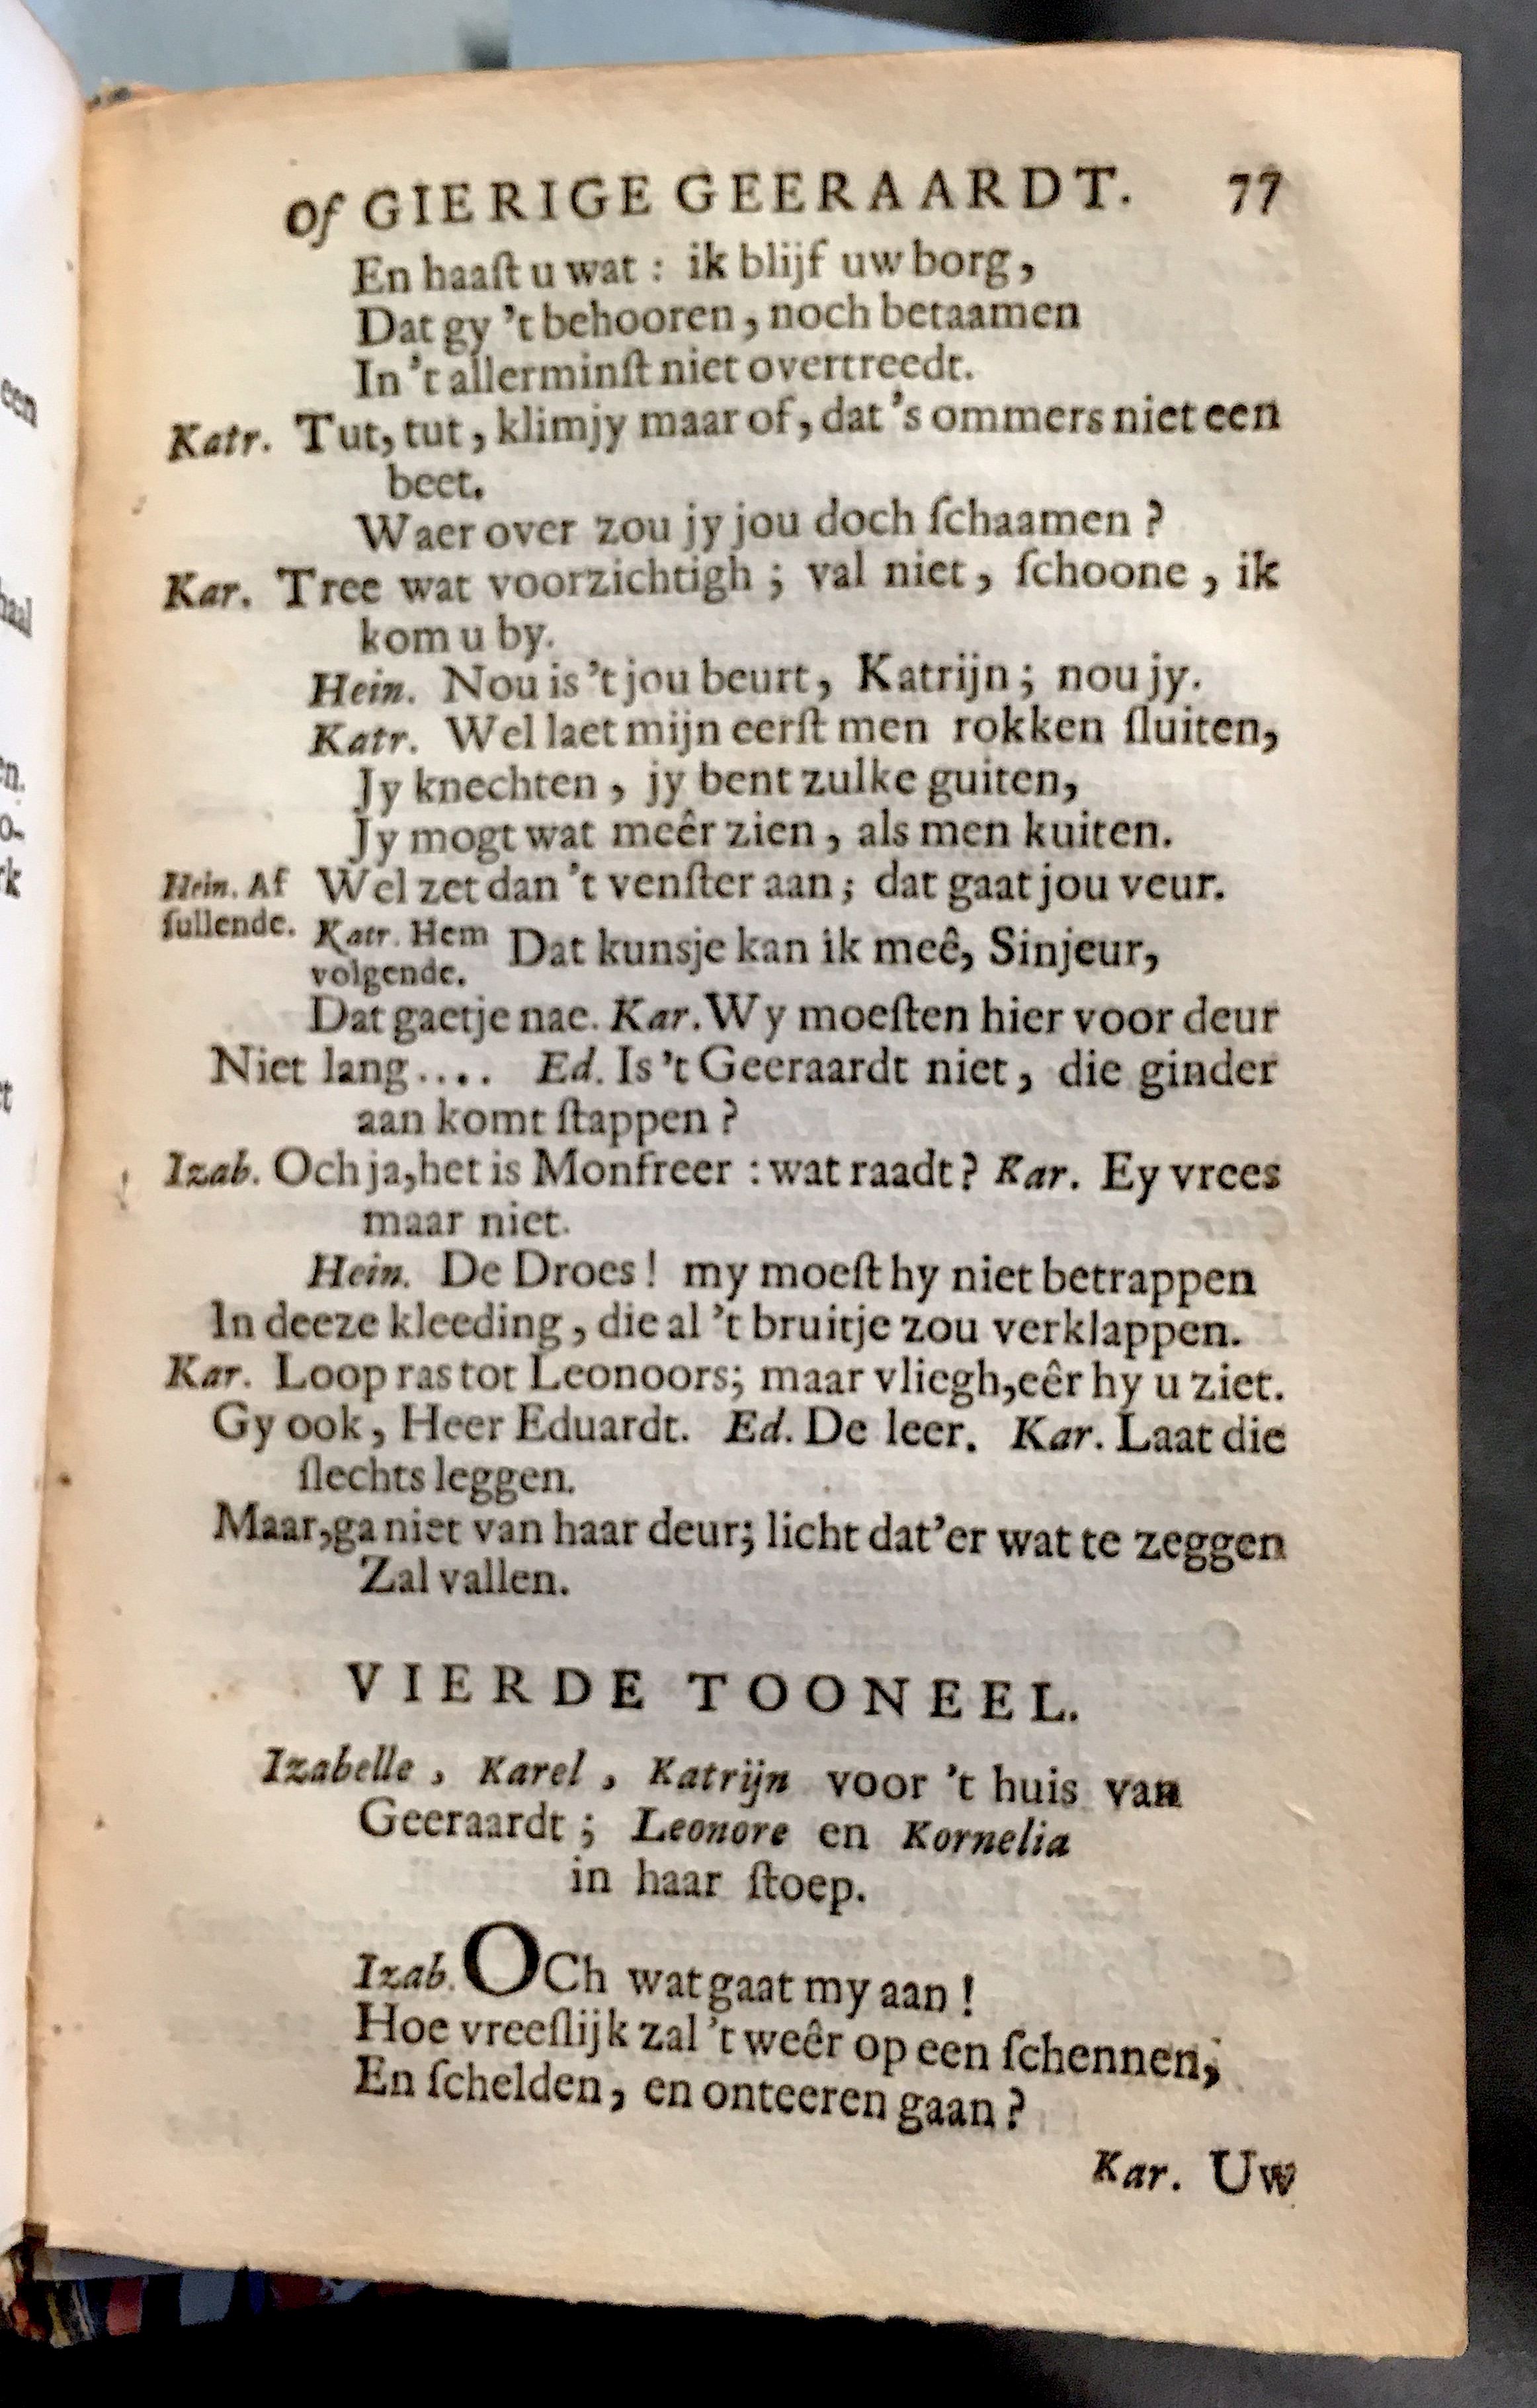 of GIERIGE GEERAARDT. 77
En haaſt u wat : ik blijf uw borg,
Dat gy 't behooren, noch betaamen
In 't allerminſt niet overtreedt.
Katr. Tut, tut, klimjy maar of, dat 's ommers niet een
beet.
Waer over zou jy jou doch ſchaamen ?
Kar. Tree wat voorzichtigh ; val niet, ſchoone, ik
kom u by.
Hein. Nou is 't jou beurt, Katrijn ; nou jy.
Katr. Wel laet mijn eerſt men rokken ſluiten,
Jy knechten, jy bent zulke guiten,
Jy mogt wat meêr zien, als men kuiten.
Hein. Af Wel zet dan 't venſter aan ; dat gaat jou veur.
ſullende. Katr. Hem Dat kunsje kan ik meê, Sinjeur,
volgende.
Dat gaetje nae. Kar. Wy moeſten hier voor deur
Niet lang.... Ed. Is 't Geeraardt niet, die ginder
aan komt ſtappen ?
Izab. Och ja, het is Monfreer : wat raadt ? Kar. Ey vrees
maar niet.
Hein. De Droes! my moeſt hy niet betrappen
In deeze kleeding, die al 't bruitje zou verklappen.
Kar. Loop ras tot Leonoors; maar vliegh, eêr hy u ziet.
Gy ook, Heer Eduardt. Ed. De leer. Kar. Laat die
ſlechts leggen.
Maar, ga niet van haar deur; licht dat'er wat te zeggen
Zal vallen.
VIERDE TOONEEL.
Izabelle, Karel, Katrijn voor 't huis van
Geeraardt ; Leonore en Kornelia
in haar ſtoep.
Izab. OCh wat gaat my aan !
Hoe vreeſlijk zal 't weêr op een ſchennen,
En ſchelden, en onteeren gaan ?
Kar. Uw